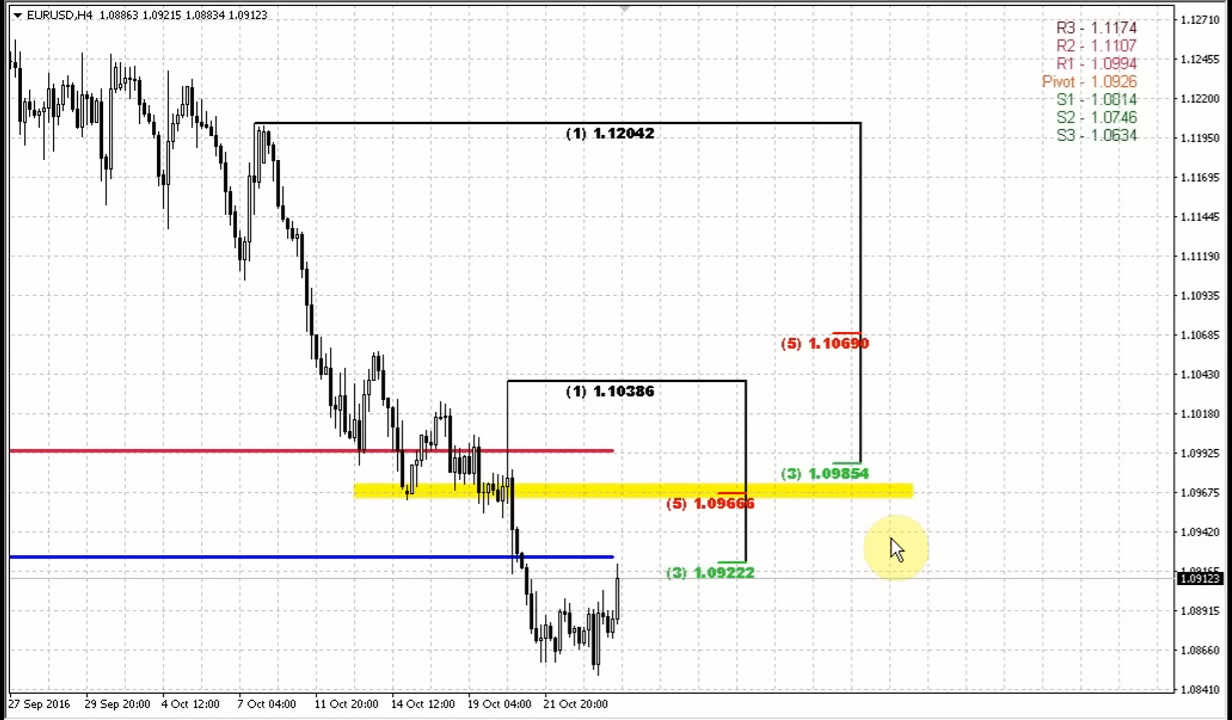 EURUSD,H4 1.08863 1.09215 1.08834 1.09123
R3 - 1.1174
R2 - 1.1107
R1 - 1.0994
Pivot - 1.0926
S1 - 1.0814
S2 - 1.0746
S3 - 1.0634
(1) 1.12042
(5) 1.10690
(1) 1.10386
(3) 1.09854
(5) 1.09666
(3) 1.09222
1.12710
1.12455
1.12200
1.11950
1.11695
1.11445
1.11190
1.10935
1.10685
1.10430
1.10180
1.09925
1.09675
1.09420
1.09123
1.08915
1.08660
1.08410
27 Sep 2016 29 Sep 20:00 4 Oct 12:00 7 Oct 04:00 11 Oct 20:00 14 Oct 12:00 19 Oct 04:00 21 Oct 20:00